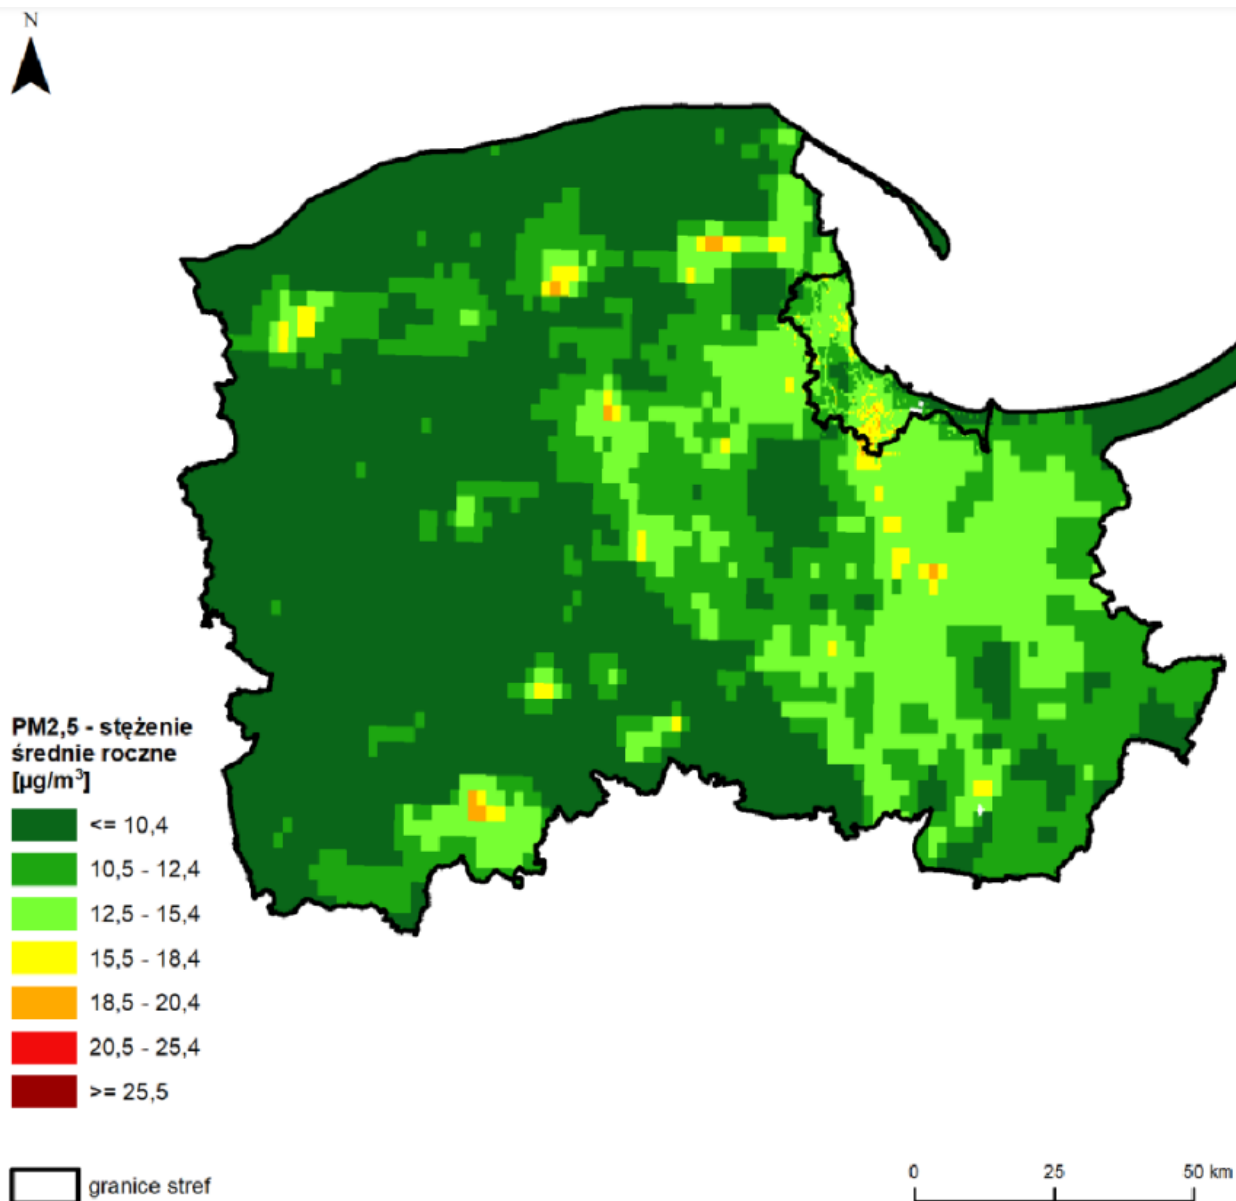 N
PM2,5 - stężenie
średnie roczne
[µg/m³]
<= 10,4
10,5 - 12,4
12,5 - 15,4
15,5 - 18,4
18,5 - 20,4
20,5 - 25,4
>= 25,5
granice stref
0 25 50 km